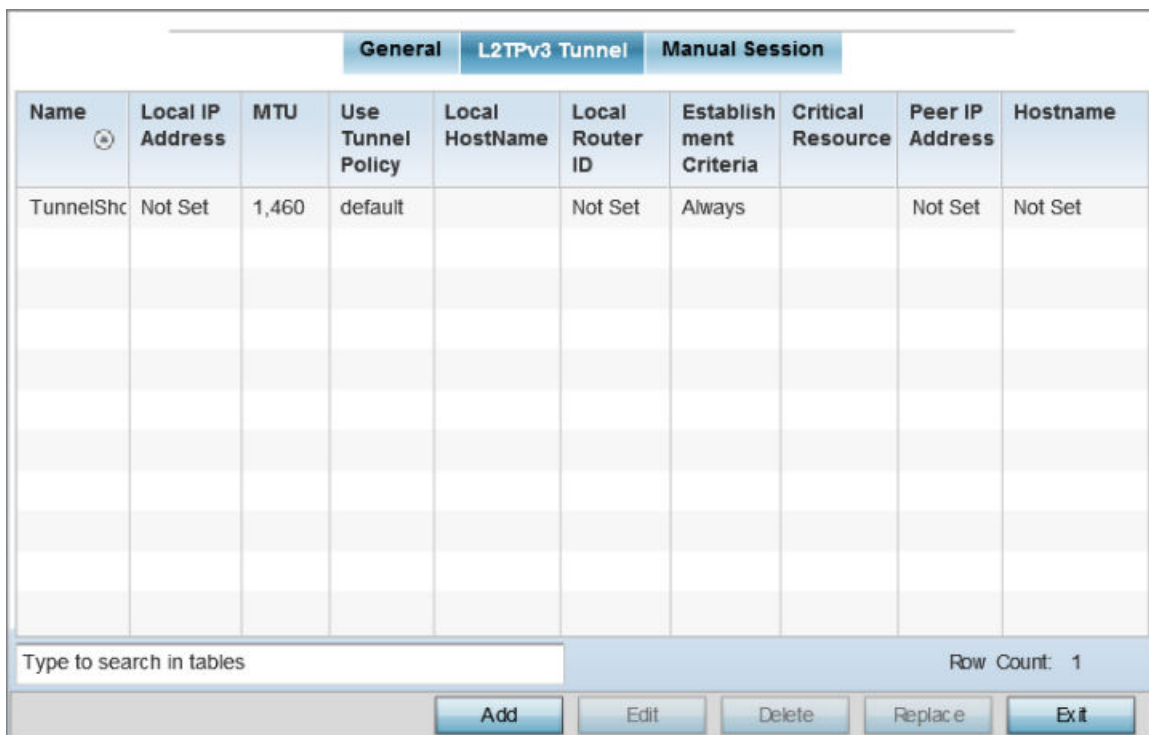 General L2TPv3 Tunnel Manual Session
Name Local IP Address MTU Use Tunnel Policy Local HostName Local Router ID Establish ment Criteria Critical Resource Peer IP Address Hostname
TunnelShc Not Set 1,460 default Not Set Always Not Set Not Set
Type to search in tables Row Count: 1
Add Edit Delete Replace Exit